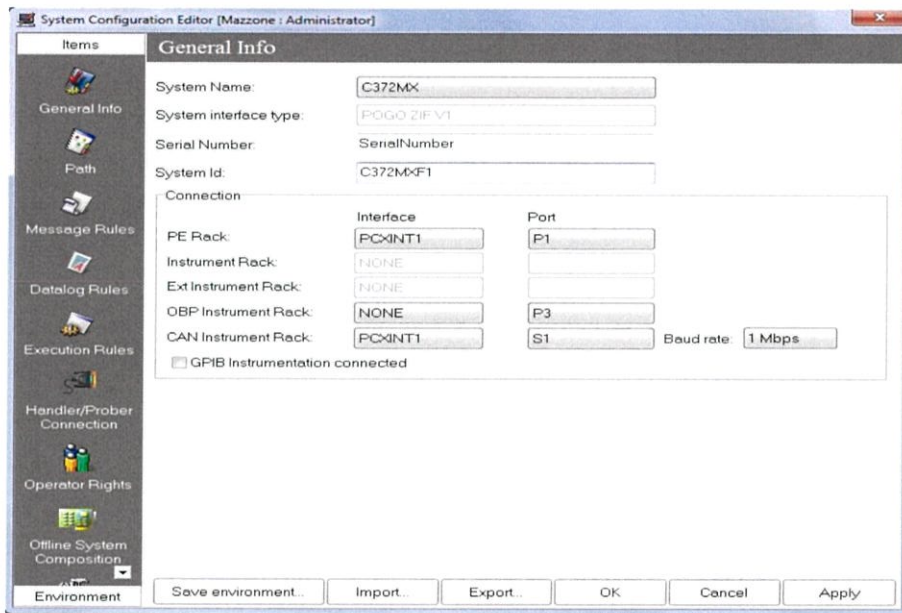 System Configuration Editor [Mazzone : Administrator]
Items
General Info
Path
Message Rules
Datalog Rules
Execution Rules
Handler/Prober
Connection
Operator Rights
Offline System
Composition
Environment
General Info
System Name: C372MX
System interface type: POGO ZIF V1
Serial Number: SerialNumber
System Id: C372MXF1
Connection
Interface Port
PE Rack: PCXINT1 P1
Instrument Rack: NONE
Ext Instrument Rack: NONE
OBP Instrument Rack: NONE P3
CAN Instrument Rack: PCXINT1 S1 Baud rate: 1 Mbps
GPIB Instrumentation connected
Save environment... Import... Export... OK Cancel Apply